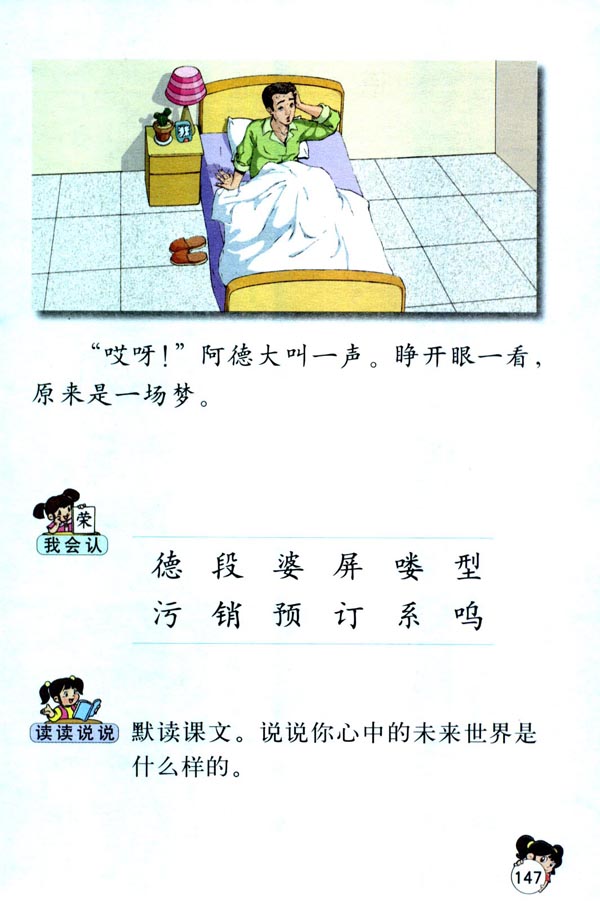 “哎呀！”阿德大叫一声。睁开眼一看，
原来是一场梦。
荣
我会认
德 段 婆 屏 喽 型
污 销 预 订 系 呜
读读说说
默读课文。说说你心中的未来世界是
什么样的。
147